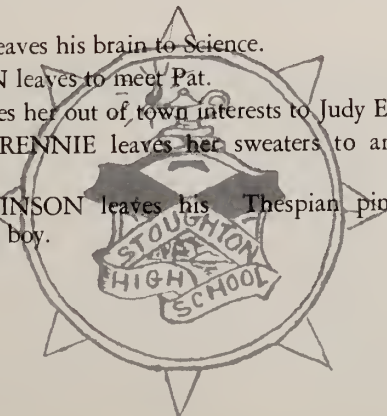 eaves his brain to Science.
N leaves to meet Pat.
es her out of town interests to Judy E
RENNIE leaves her sweaters to an
INSON leaves his Thespian pin
boy.
STOUGHTON
HIGH
SCHOOL